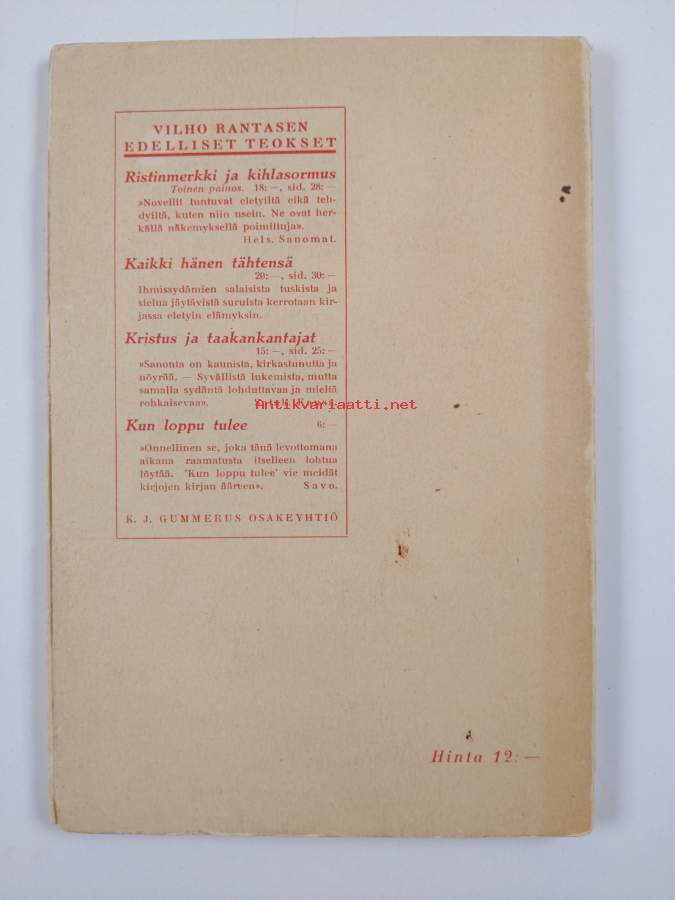 VILHO RANTASEN
EDELLISET TEOKSET
Ristinmerkki ja kihlasormus
Toinen painos. 18: —, sid. 28: —
»Novellit tuntuvat eletyiltä eikä teh-
dyiltä, kuten niin usein. Ne ovat her-
källä näkemyksellä poimittuja».
Hels. Sanomat.
Kaikki hänen tähtensä
20: —, sid. 30: —
Ihmissydämien salaisista tuskista ja
sielua jäytävistä suruista kerrotaan kir-
jassa eletyin elämyksin.
Kristus ja taakankantajat
15: —, sid. 25: —
»Sanonta on kaunista, kirkastunutta ja
nöyrää. — Syvällistä lukemista, mutta
samalla sydäntä lohduttavaa ja mieltä
rohkaisevaa».
Antikvariaatti.net
Kun loppu tulee 6: —
»Onnellinen se, joka tänä levottomana
aikana raamatusta itselleen lohtua
löytää. 'Kun loppu tulee' vie meidät
kirjojen kirjan ääreen». Savo.
K. J. GUMMERUS OSAKEYHTIÖ
Hinta 12: —